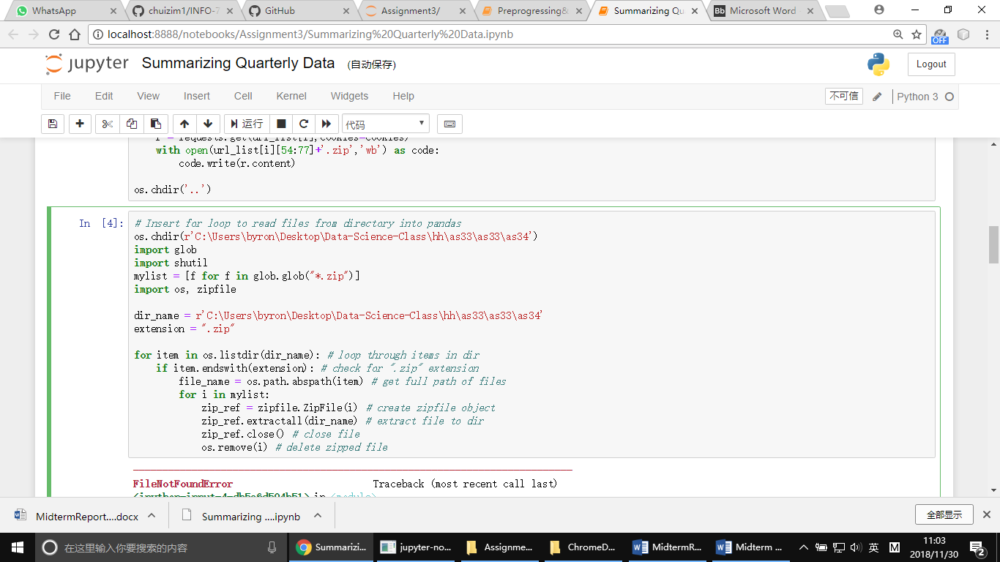 WhatsApp
chuizim1/INFO-7
GitHub
Assignment3/
Preprogressing&
Summarizing Qu
Bb Microsoft Word
localhost:8888/notebooks/Assignment3/Summarizing%20Quarterly%20Data.ipynb
OFF
jupyter Summarizing Quarterly Data (自动保存)
Logout
File Edit View Insert Cell Kernel Widgets Help
不可信
Python 3
运行
代码
r = requests.get(url_list[i],cookies=cookies)
with open(url_list[i][54:77]+'.zip','wb') as code:
code.write(r.content)
os.chdir('..')
In [4]:
# Insert for loop to read files from directory into pandas
os.chdir(r'C:\Users\byron\Desktop\Data-Science-Class\hh\as33\as33\as34')
import glob
import shutil
mylist = [f for f in glob.glob("*.zip")]
import os, zipfile
dir_name = r'C:\Users\byron\Desktop\Data-Science-Class\hh\as33\as33\as34'
extension = ".zip"
for item in os.listdir(dir_name): # loop through items in dir
if item.endswith(extension): # check for ".zip" extension
file_name = os.path.abspath(item) # get full path of files
for i in mylist:
zip_ref = zipfile.ZipFile(i) # create zipfile object
zip_ref.extractall(dir_name) # extract file to dir
zip_ref.close() # close file
os.remove(i) # delete zipped file
FileNotFoundError Traceback (most recent call last)
in <module>
MidtermReport....docx
Summarizing ....ipynb
全部显示
在这里输入你要搜索的内容
Summarizi...
jupyter-no...
Assignme...
ChromeD...
MidtermR...
Midterm ...
英
M
11:03
2018/11/30
2